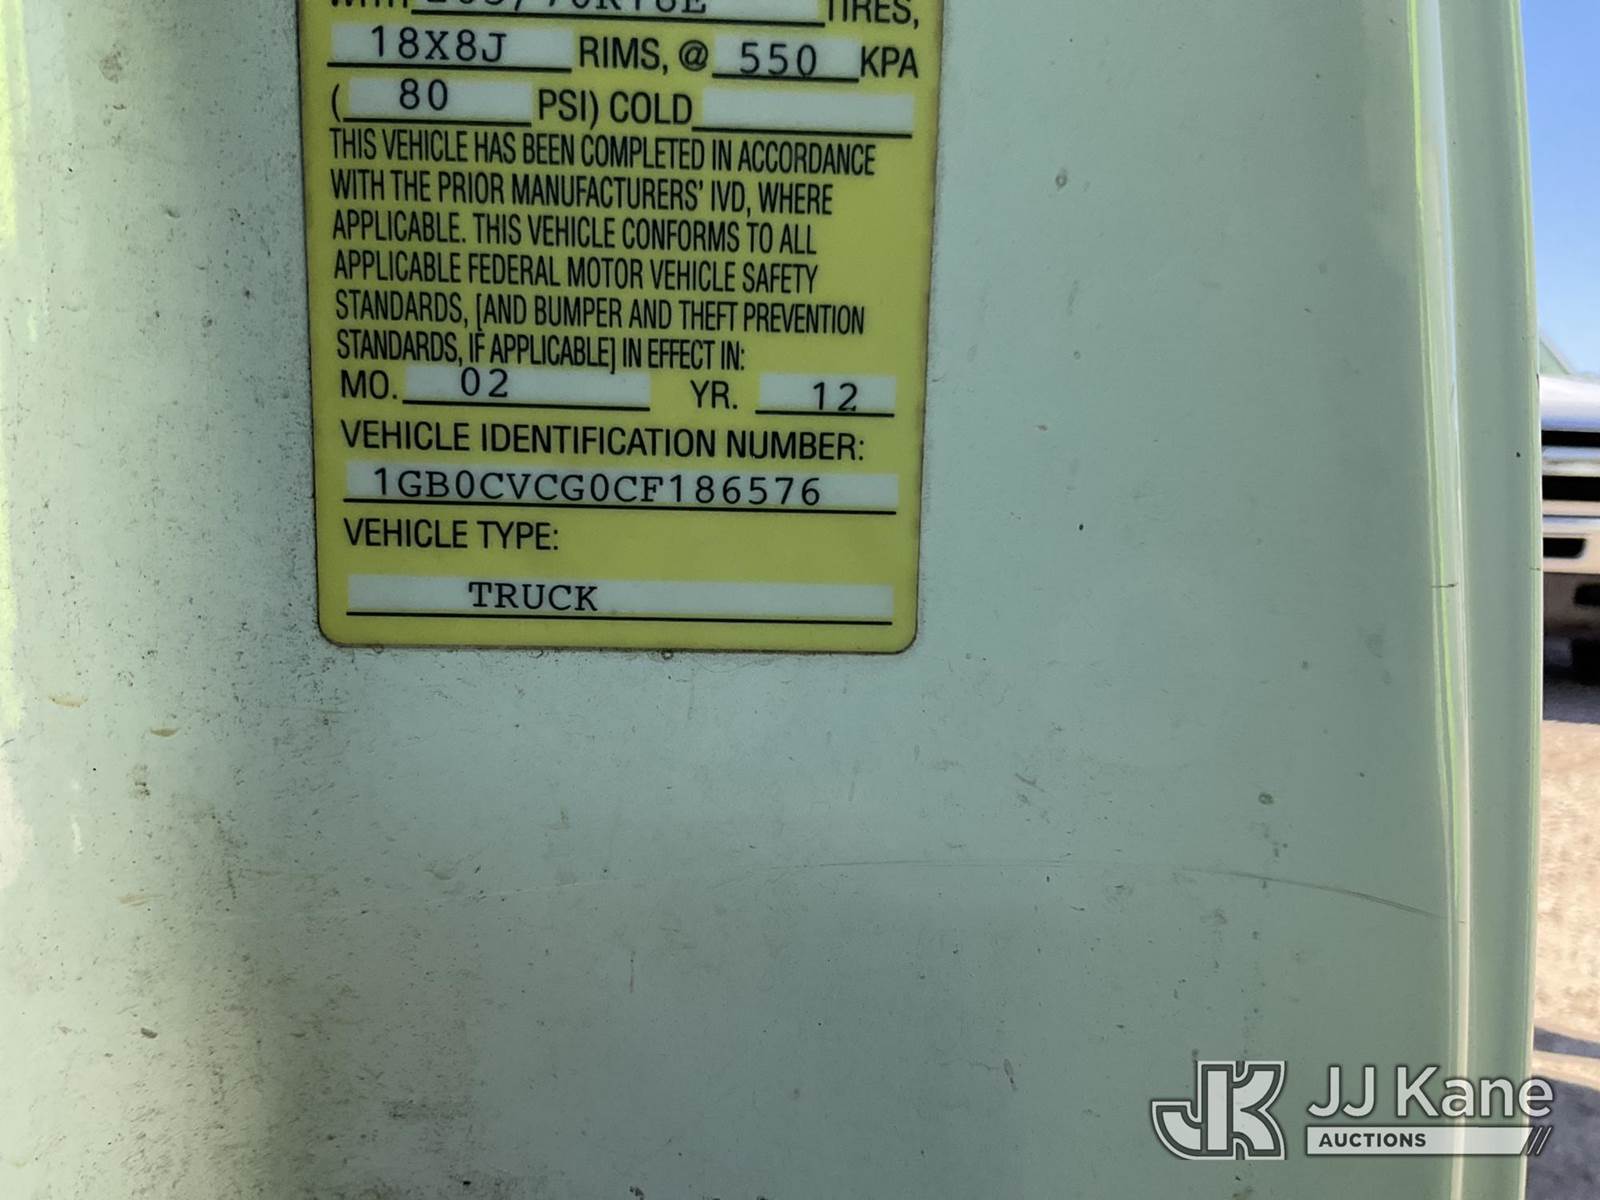 TIRES,
18X8J RIMS, @ 550 KPA
( 80 PSI) COLD
THIS VEHICLE HAS BEEN COMPLETED IN ACCORDANCE
WITH THE PRIOR MANUFACTURERS' IVD, WHERE
APPLICABLE. THIS VEHICLE CONFORMS TO ALL
APPLICABLE FEDERAL MOTOR VEHICLE SAFETY
STANDARDS, [AND BUMPER AND THEFT PREVENTION
STANDARDS, IF APPLICABLE] IN EFFECT IN:
MO. 02 YR. 12
VEHICLE IDENTIFICATION NUMBER:
1GB0CVCG0CF186576
VEHICLE TYPE:
TRUCK
JK JJ Kane
AUCTIONS